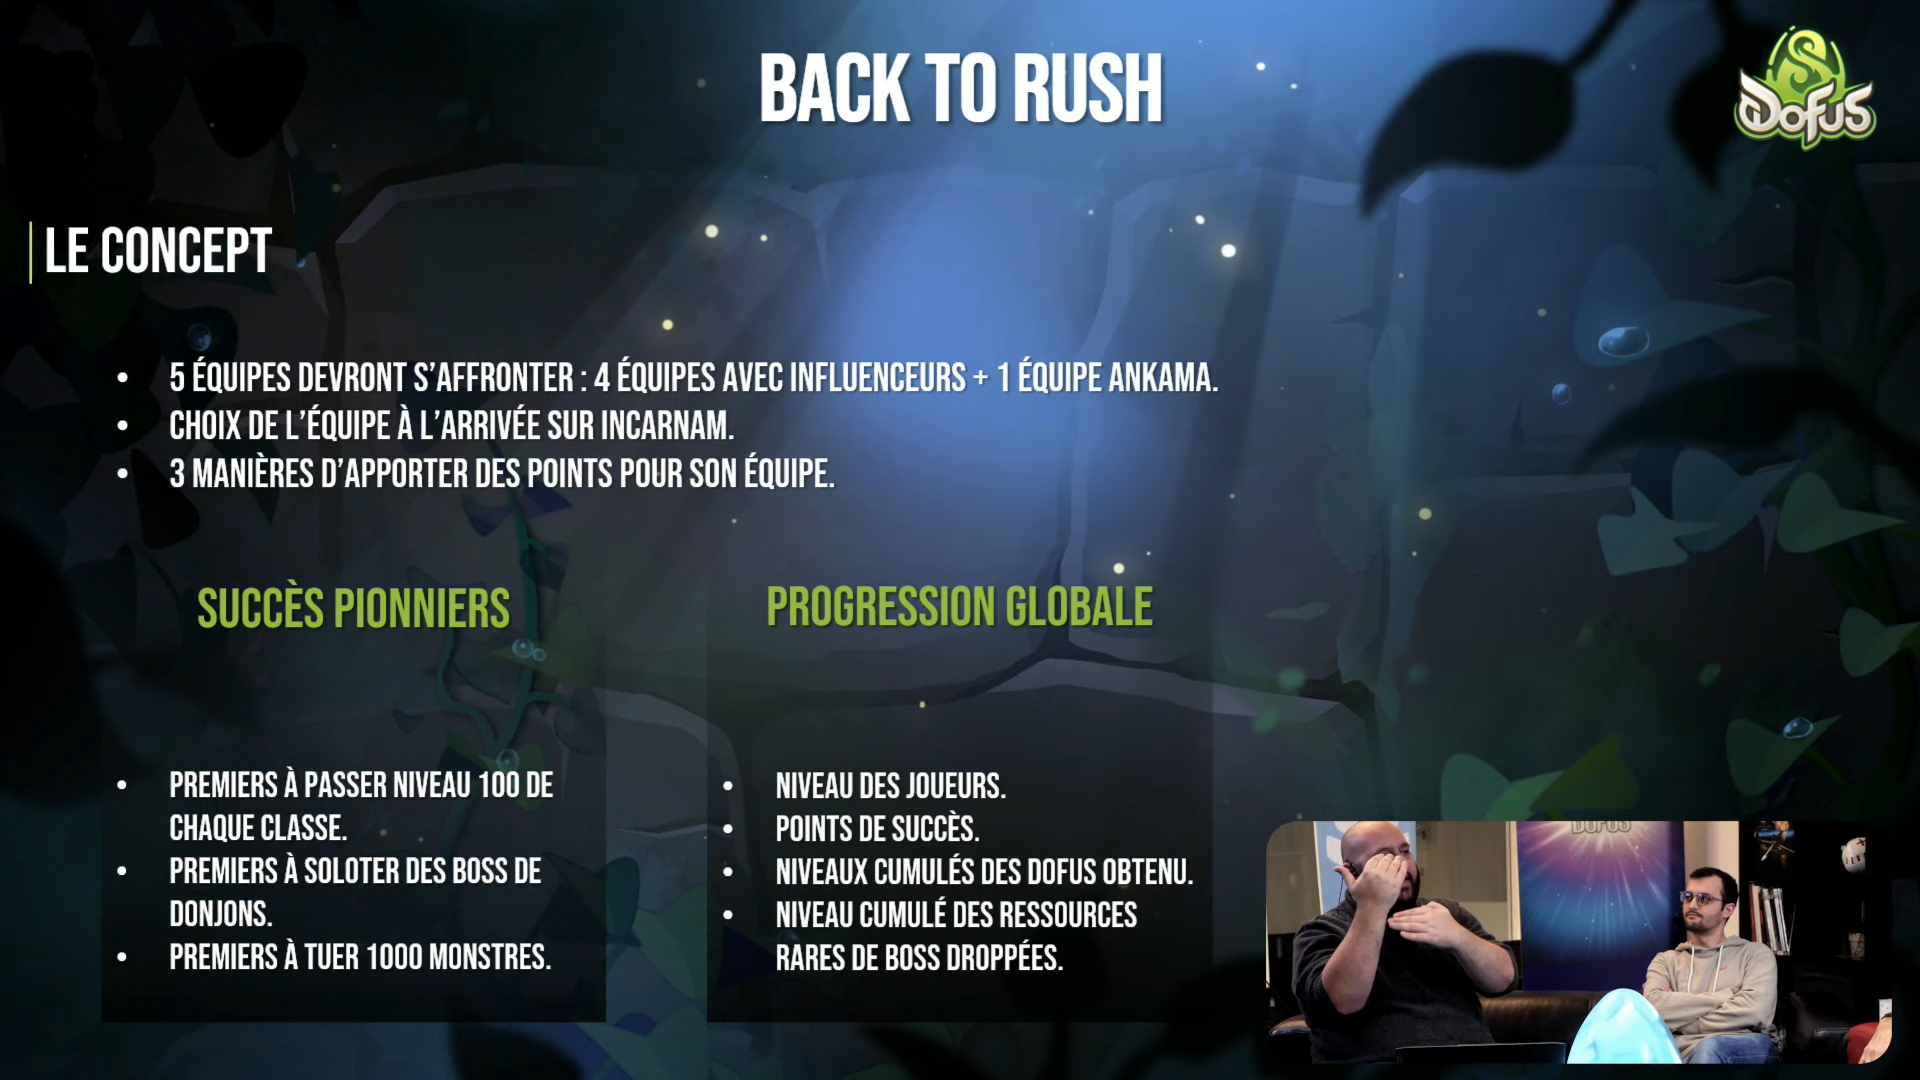 BACK TO RUSH
DOFUS
LE CONCEPT
• 5 ÉQUIPES DEVRONT S’AFFRONTER : 4 ÉQUIPES AVEC INFLUENCEURS + 1 ÉQUIPE ANKAMA.
• CHOIX DE L’ÉQUIPE À L’ARRIVÉE SUR INCARNAM.
• 3 MANIÈRES D’APPORTER DES POINTS POUR SON ÉQUIPE.
SUCCÈS PIONNIERS
• PREMIERS À PASSER NIVEAU 100 DE
CHAQUE CLASSE.
• PREMIERS À SOLOTER DES BOSS DE
DONJONS.
• PREMIERS À TUER 1000 MONSTRES.
PROGRESSION GLOBALE
• NIVEAU DES JOUEURS.
• POINTS DE SUCCÈS.
• NIVEAUX CUMULÉS DES DOFUS OBTENU.
• NIVEAU CUMULÉ DES RESSOURCES
RARES DE BOSS DROPPÉES.
DOFUS